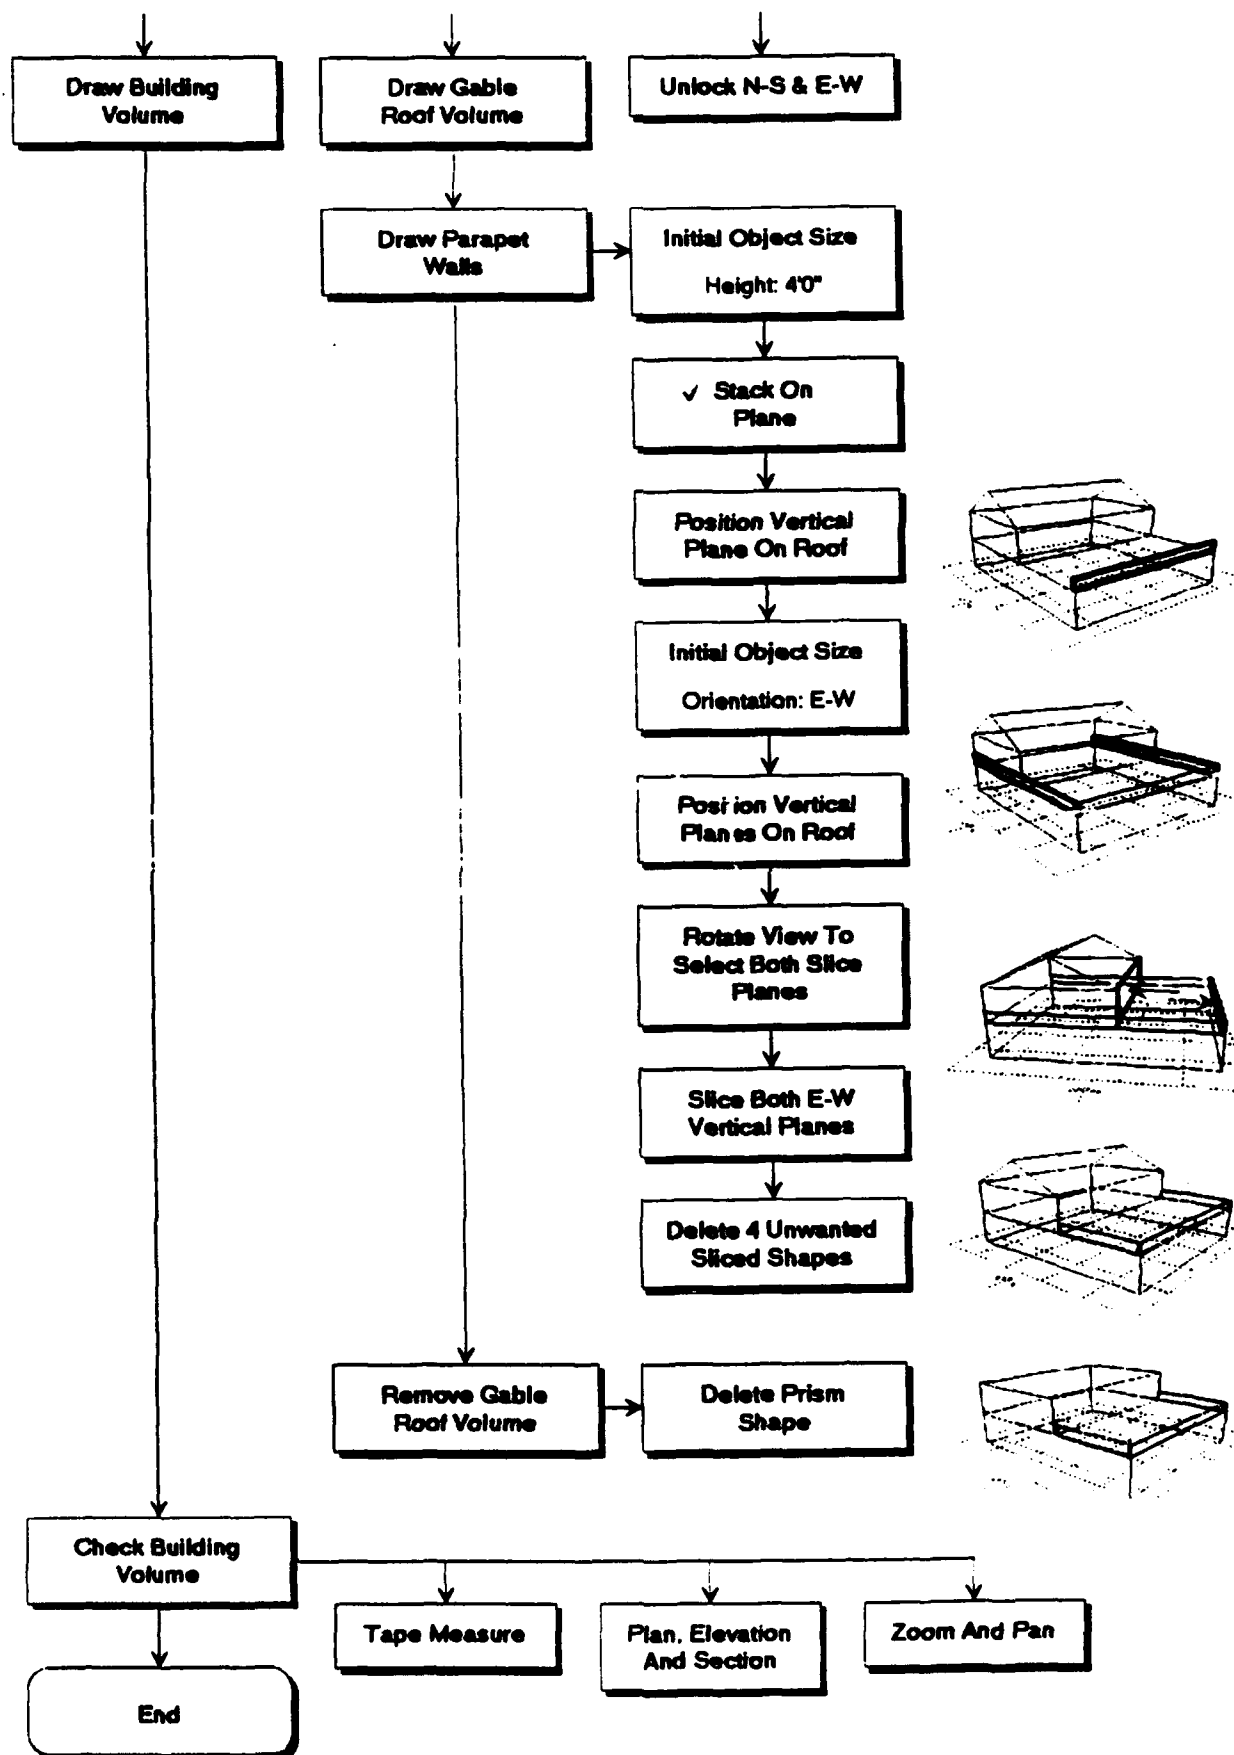 Draw Building
Volume
Draw Gable
Roof Volume
Unlock N-S & E-W
Draw Parapet
Walls
Initial Object Size
Height: 4'0"
✓ Stack On
Plane
Position Vertical
Plane On Roof
Initial Object Size
Orientation: E-W
Position Vertical
Planes On Roof
Rotate View To
Select Both Slice
Planes
Slice Both E-W
Vertical Planes
Delete 4 Unwanted
Sliced Shapes
Remove Gable
Roof Volume
Delete Prism
Shape
Check Building
Volume
Tape Measure
Plan, Elevation
And Section
Zoom And Pan
End